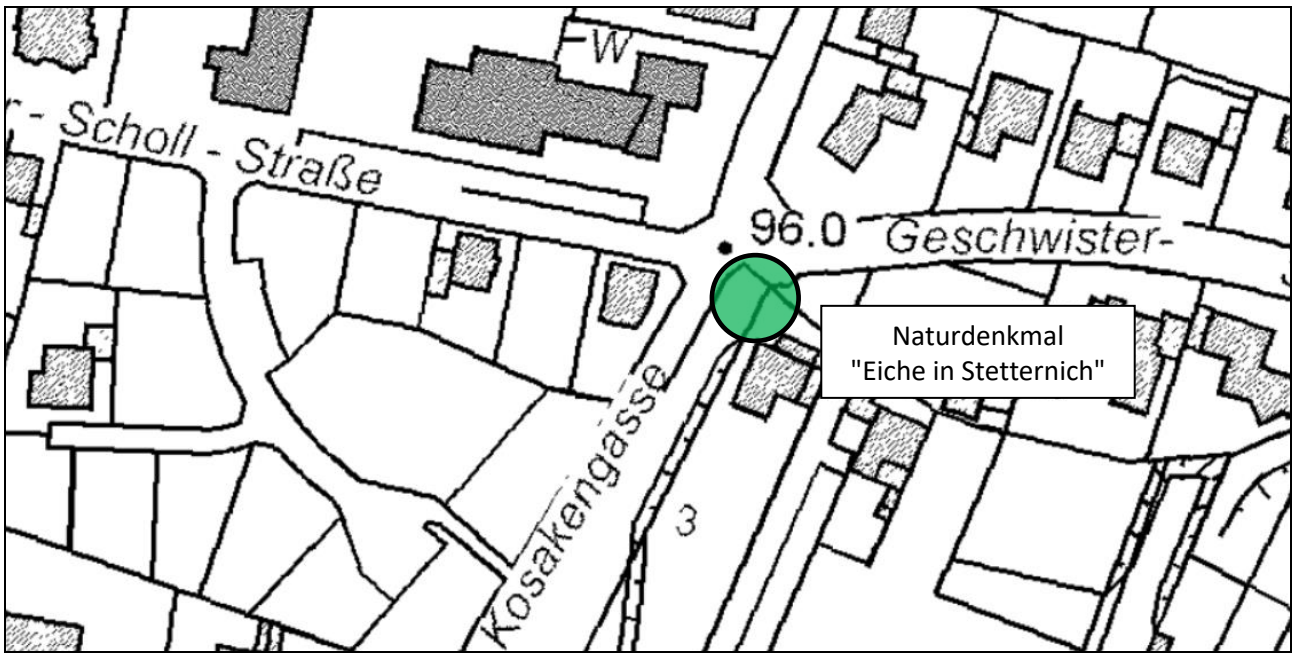 W
r - Scholl - Straße
96.0 Geschwister-
Naturdenkmal
"Eiche in Stetternich"
Kosakengasse
3